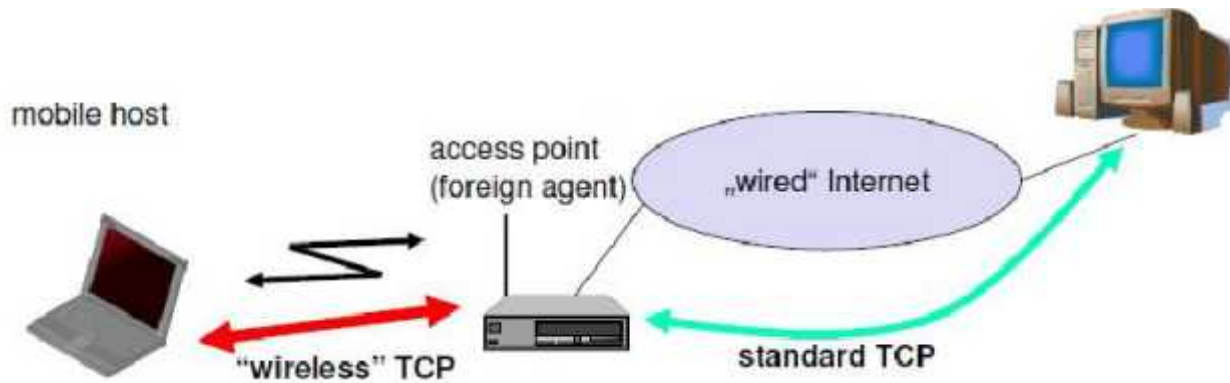 mobile host
access point
(foreign agent)
„wired“ Internet
“wireless” TCP
standard TCP